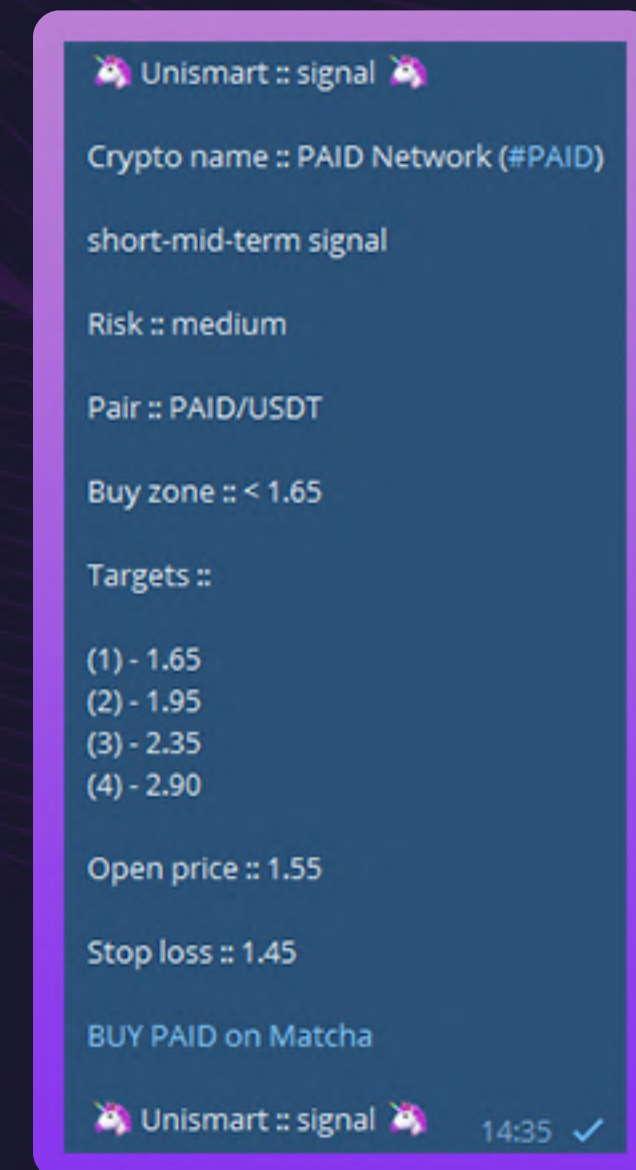 🦄 Unismart :: signal 🦄
Crypto name :: PAID Network (#PAID)
short-mid-term signal
Risk :: medium
Pair :: PAID/USDT
Buy zone :: < 1.65
Targets ::
(1) - 1.65
(2) - 1.95
(3) - 2.35
(4) - 2.90
Open price :: 1.55
Stop loss :: 1.45
BUY PAID on Matcha
🦄 Unismart :: signal 🦄 14:35 ✓